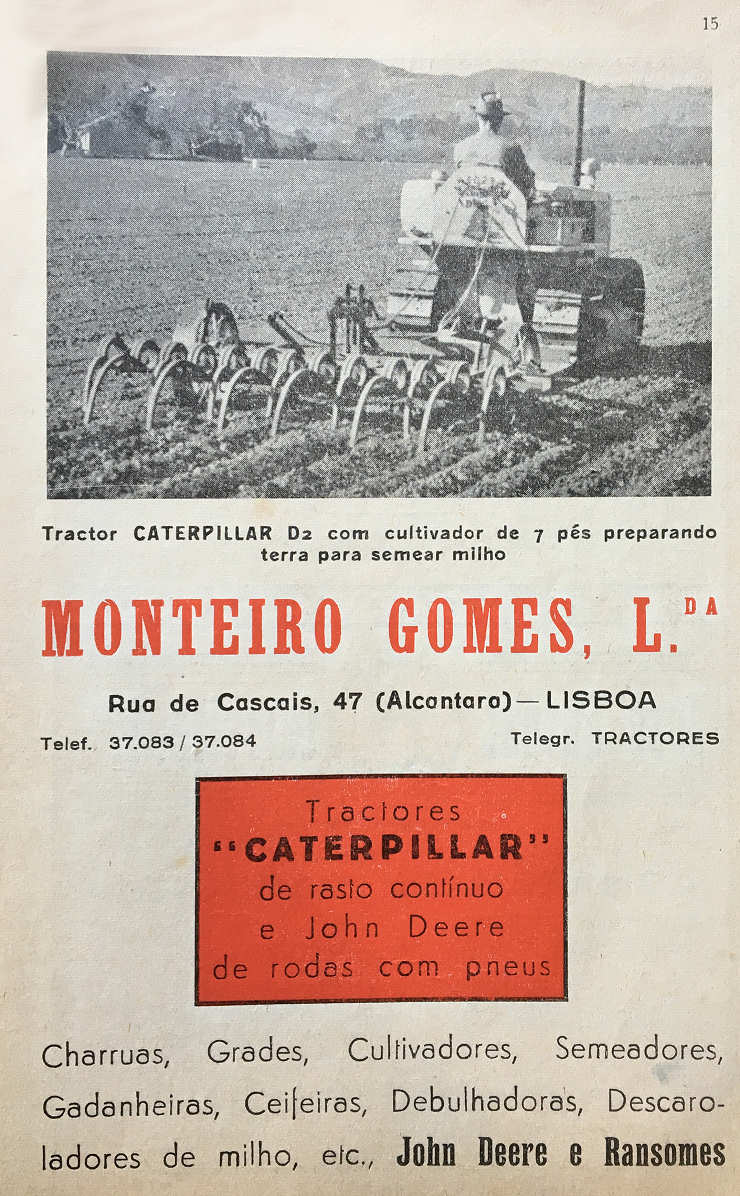 15
Tractor CATERPILLAR D2 com cultivador de 7 pés preparando
terra para semear milho
MONTEIRO GOMES, L.DA
Rua de Cascais, 47 (Alcantara) — LISBOA
Telef. 37.083 / 37.084 Telegr. TRACTORES
Tractores
"CATERPILLAR"
de rasto contínuo
e John Deere
de rodas com pneus
Charruas, Grades, Cultivadores, Semeadores,
Gadanheiras, Ceifeiras, Debulhadoras, Descaro-
ladores de milho, etc., John Deere e Ransomes